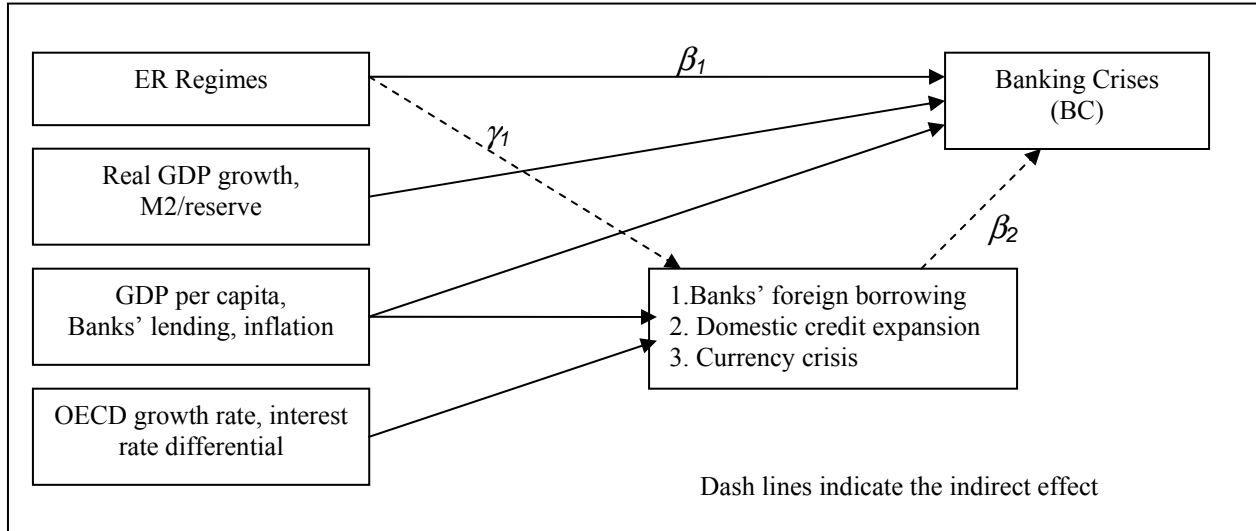 ER Regimes
β1
Banking Crises
(BC)
γ1
Real GDP growth,
M2/reserve
β2
GDP per capita,
Banks’ lending, inflation
1.Banks’ foreign borrowing
2. Domestic credit expansion
3. Currency crisis
OECD growth rate, interest
rate differential
Dash lines indicate the indirect effect